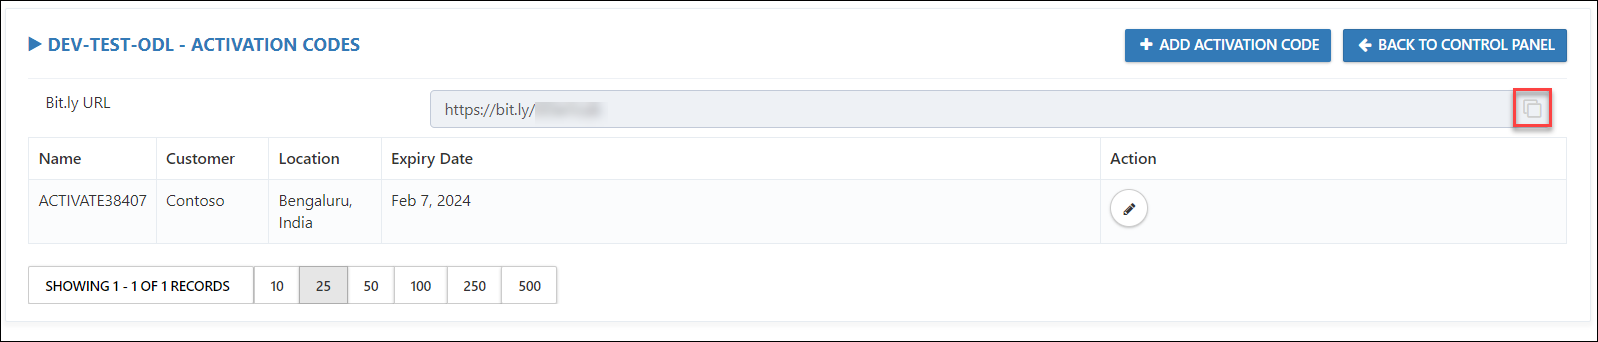 DEV-TEST-ODL - ACTIVATION CODES
ADD ACTIVATION CODE
BACK TO CONTROL PANEL
Bit.ly URL
https://bit.ly/
Name Customer Location Expiry Date Action
ACTIVATE38407 Contoso Bengaluru, Feb 7, 2024
India
SHOWING 1 - 1 OF 1 RECORDS 10 25 50 100 250 500